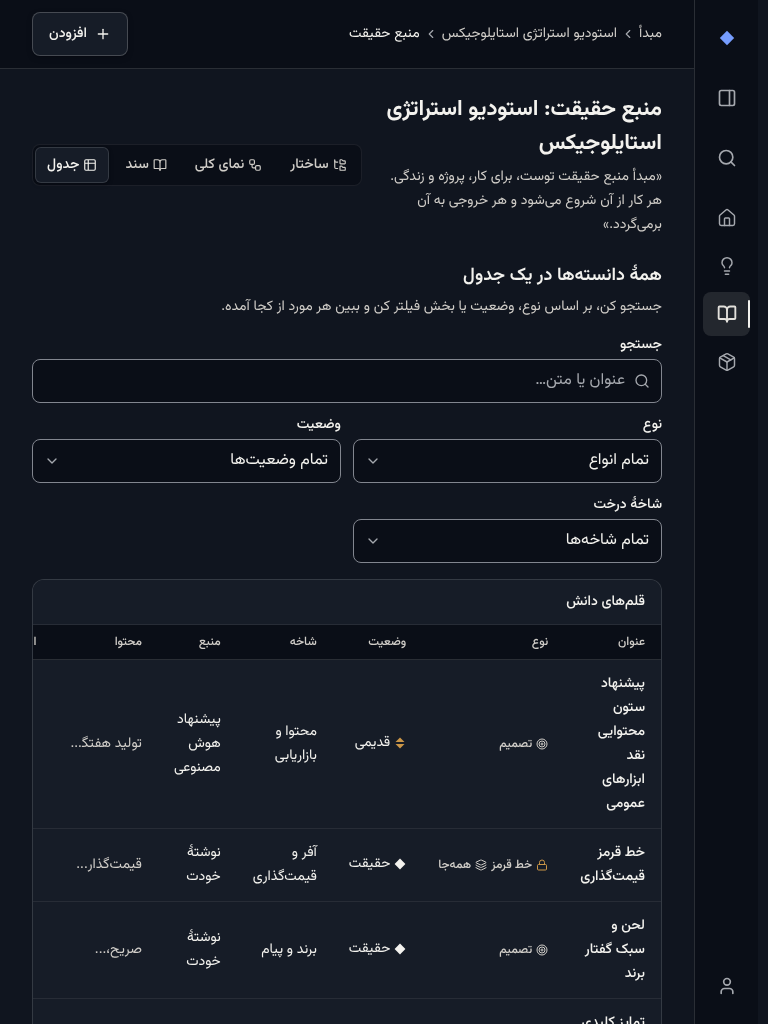 مبدأ › استودیو استراتژی استایلوجیکس › منبع حقیقت
افزودن
منبع حقیقت: استودیو استراتژی
استایلوجیکس
«مبدأ منبع حقیقت توست، برای کار، پروژه و زندگی.
هر کار از آن شروع می‌شود و هر خروجی به آن
برمی‌گردد.»
ساختار
نمای کلی
سند
جدول
همهٔ دانسته‌ها در یک جدول
جستجو کن، بر اساس نوع، وضعیت یا بخش فیلتر کن و ببین هر مورد از کجا آمده.
جستجو
عنوان یا متن…
نوع
وضعیت
تمام انواع
تمام وضعیت‌ها
شاخهٔ درخت
تمام شاخه‌ها
قلم‌های دانش
عنوان
نوع
وضعیت
شاخه
منبع
محتوا
پیشنهاد
ستون
محتوایی
نقد
ابزارهای
عمومی
تصمیم
قدیمی
محتوا و
بازاریابی
پیشنهاد
هوش
مصنوعی
تولید هفتگ...
خط قرمز
قیمت‌گذاری
خط قرمز
همه‌جا
حقیقت
آفر و
قیمت‌گذاری
نوشتهٔ
خودت
قیمت‌گذار...
لحن و
سبک گفتار
برند
تصمیم
حقیقت
برند و پیام
نوشتهٔ
خودت
صریح،...
تمایز کلیدی